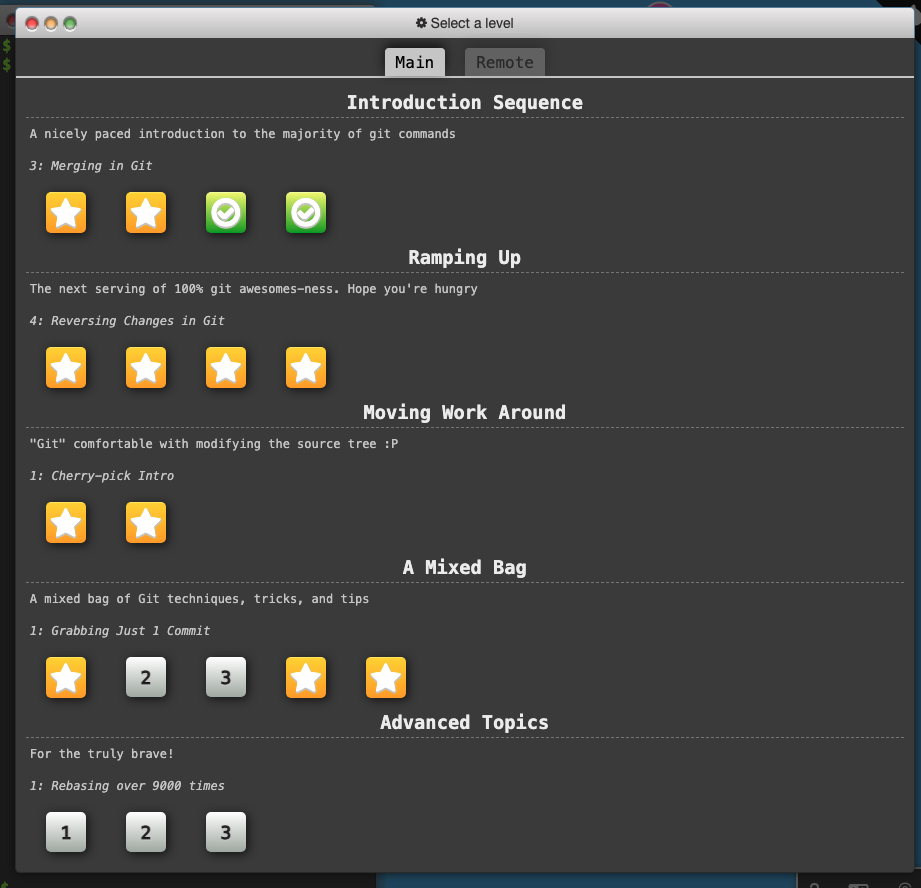 Select a level
$
$
Main Remote
Introduction Sequence
A nicely paced introduction to the majority of git commands
3: Merging in Git
Ramping Up
The next serving of 100% git awesomes-ness. Hope you're hungry
4: Reversing Changes in Git
Moving Work Around
"Git" comfortable with modifying the source tree :P
1: Cherry-pick Intro
A Mixed Bag
A mixed bag of Git techniques, tricks, and tips
1: Grabbing Just 1 Commit
2 3
Advanced Topics
For the truly brave!
1: Rebasing over 9000 times
1 2 3
$